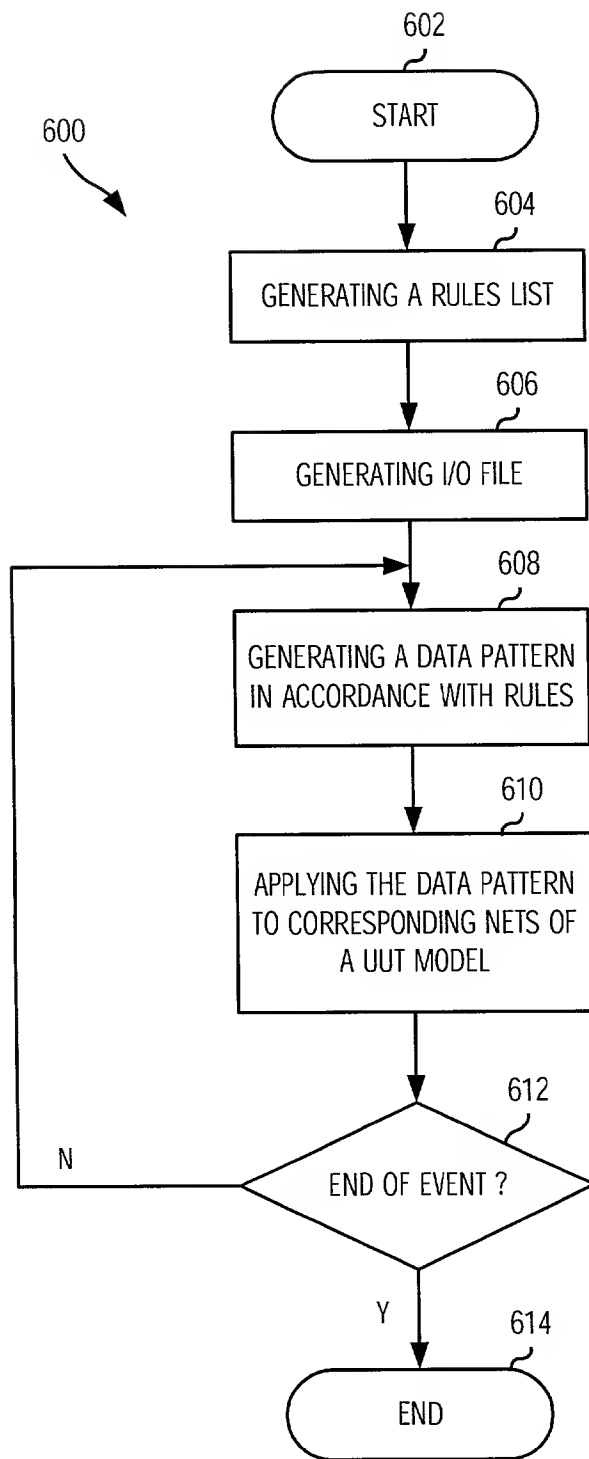 602
START
600
604
GENERATING A RULES LIST
606
GENERATING I/O FILE
608
GENERATING A DATA PATTERN
IN ACCORDANCE WITH RULES
610
APPLYING THE DATA PATTERN
TO CORRESPONDING NETS OF
A UUT MODEL
612
N
END OF EVENT ?
Y
614
END